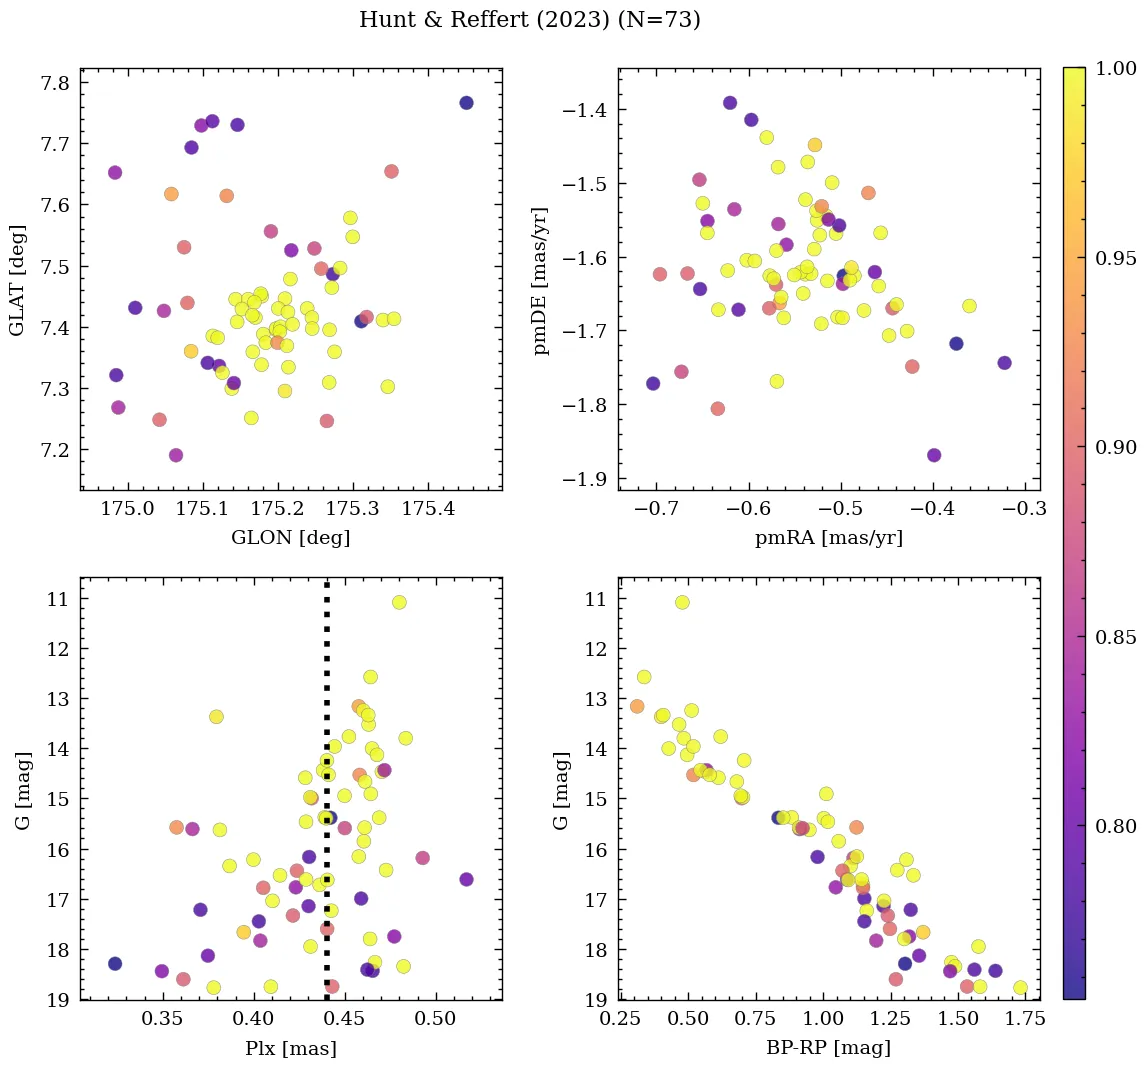 Hunt & Reffert (2023) (N=73)
7.8
7.7
7.6
7.5
7.4
7.3
7.2
GLAT [deg]
175.0 175.1 175.2 175.3 175.4
GLON [deg]
−1.4
−1.5
−1.6
−1.7
−1.8
−1.9
pmDE [mas/yr]
−0.7 −0.6 −0.5 −0.4 −0.3
pmRA [mas/yr]
11
12
13
14
15
16
17
18
19
G [mag]
0.35 0.40 0.45 0.50
Plx [mas]
11
12
13
14
15
16
17
18
19
G [mag]
0.25 0.50 0.75 1.00 1.25 1.50 1.75
BP-RP [mag]
1.00
0.95
0.90
0.85
0.80